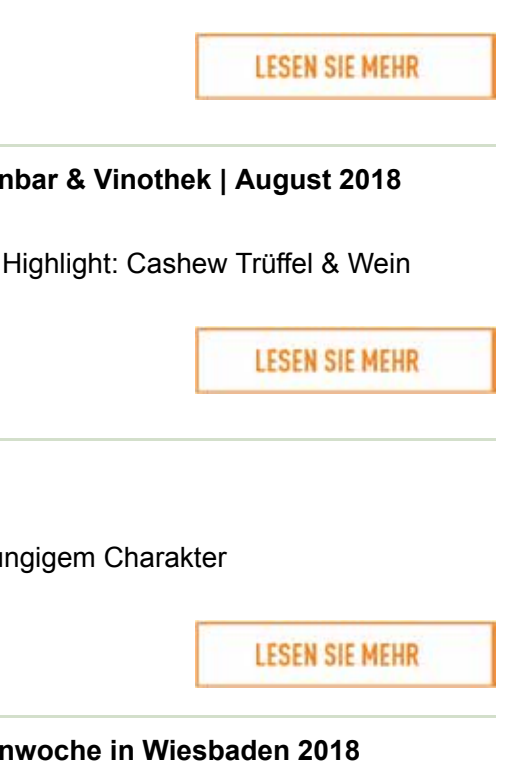 LESEN SIE MEHR
nbar & Vinothek | August 2018
Highlight: Cashew Trüffel & Wein
LESEN SIE MEHR
ungigem Charakter
LESEN SIE MEHR
nwoche in Wiesbaden 2018